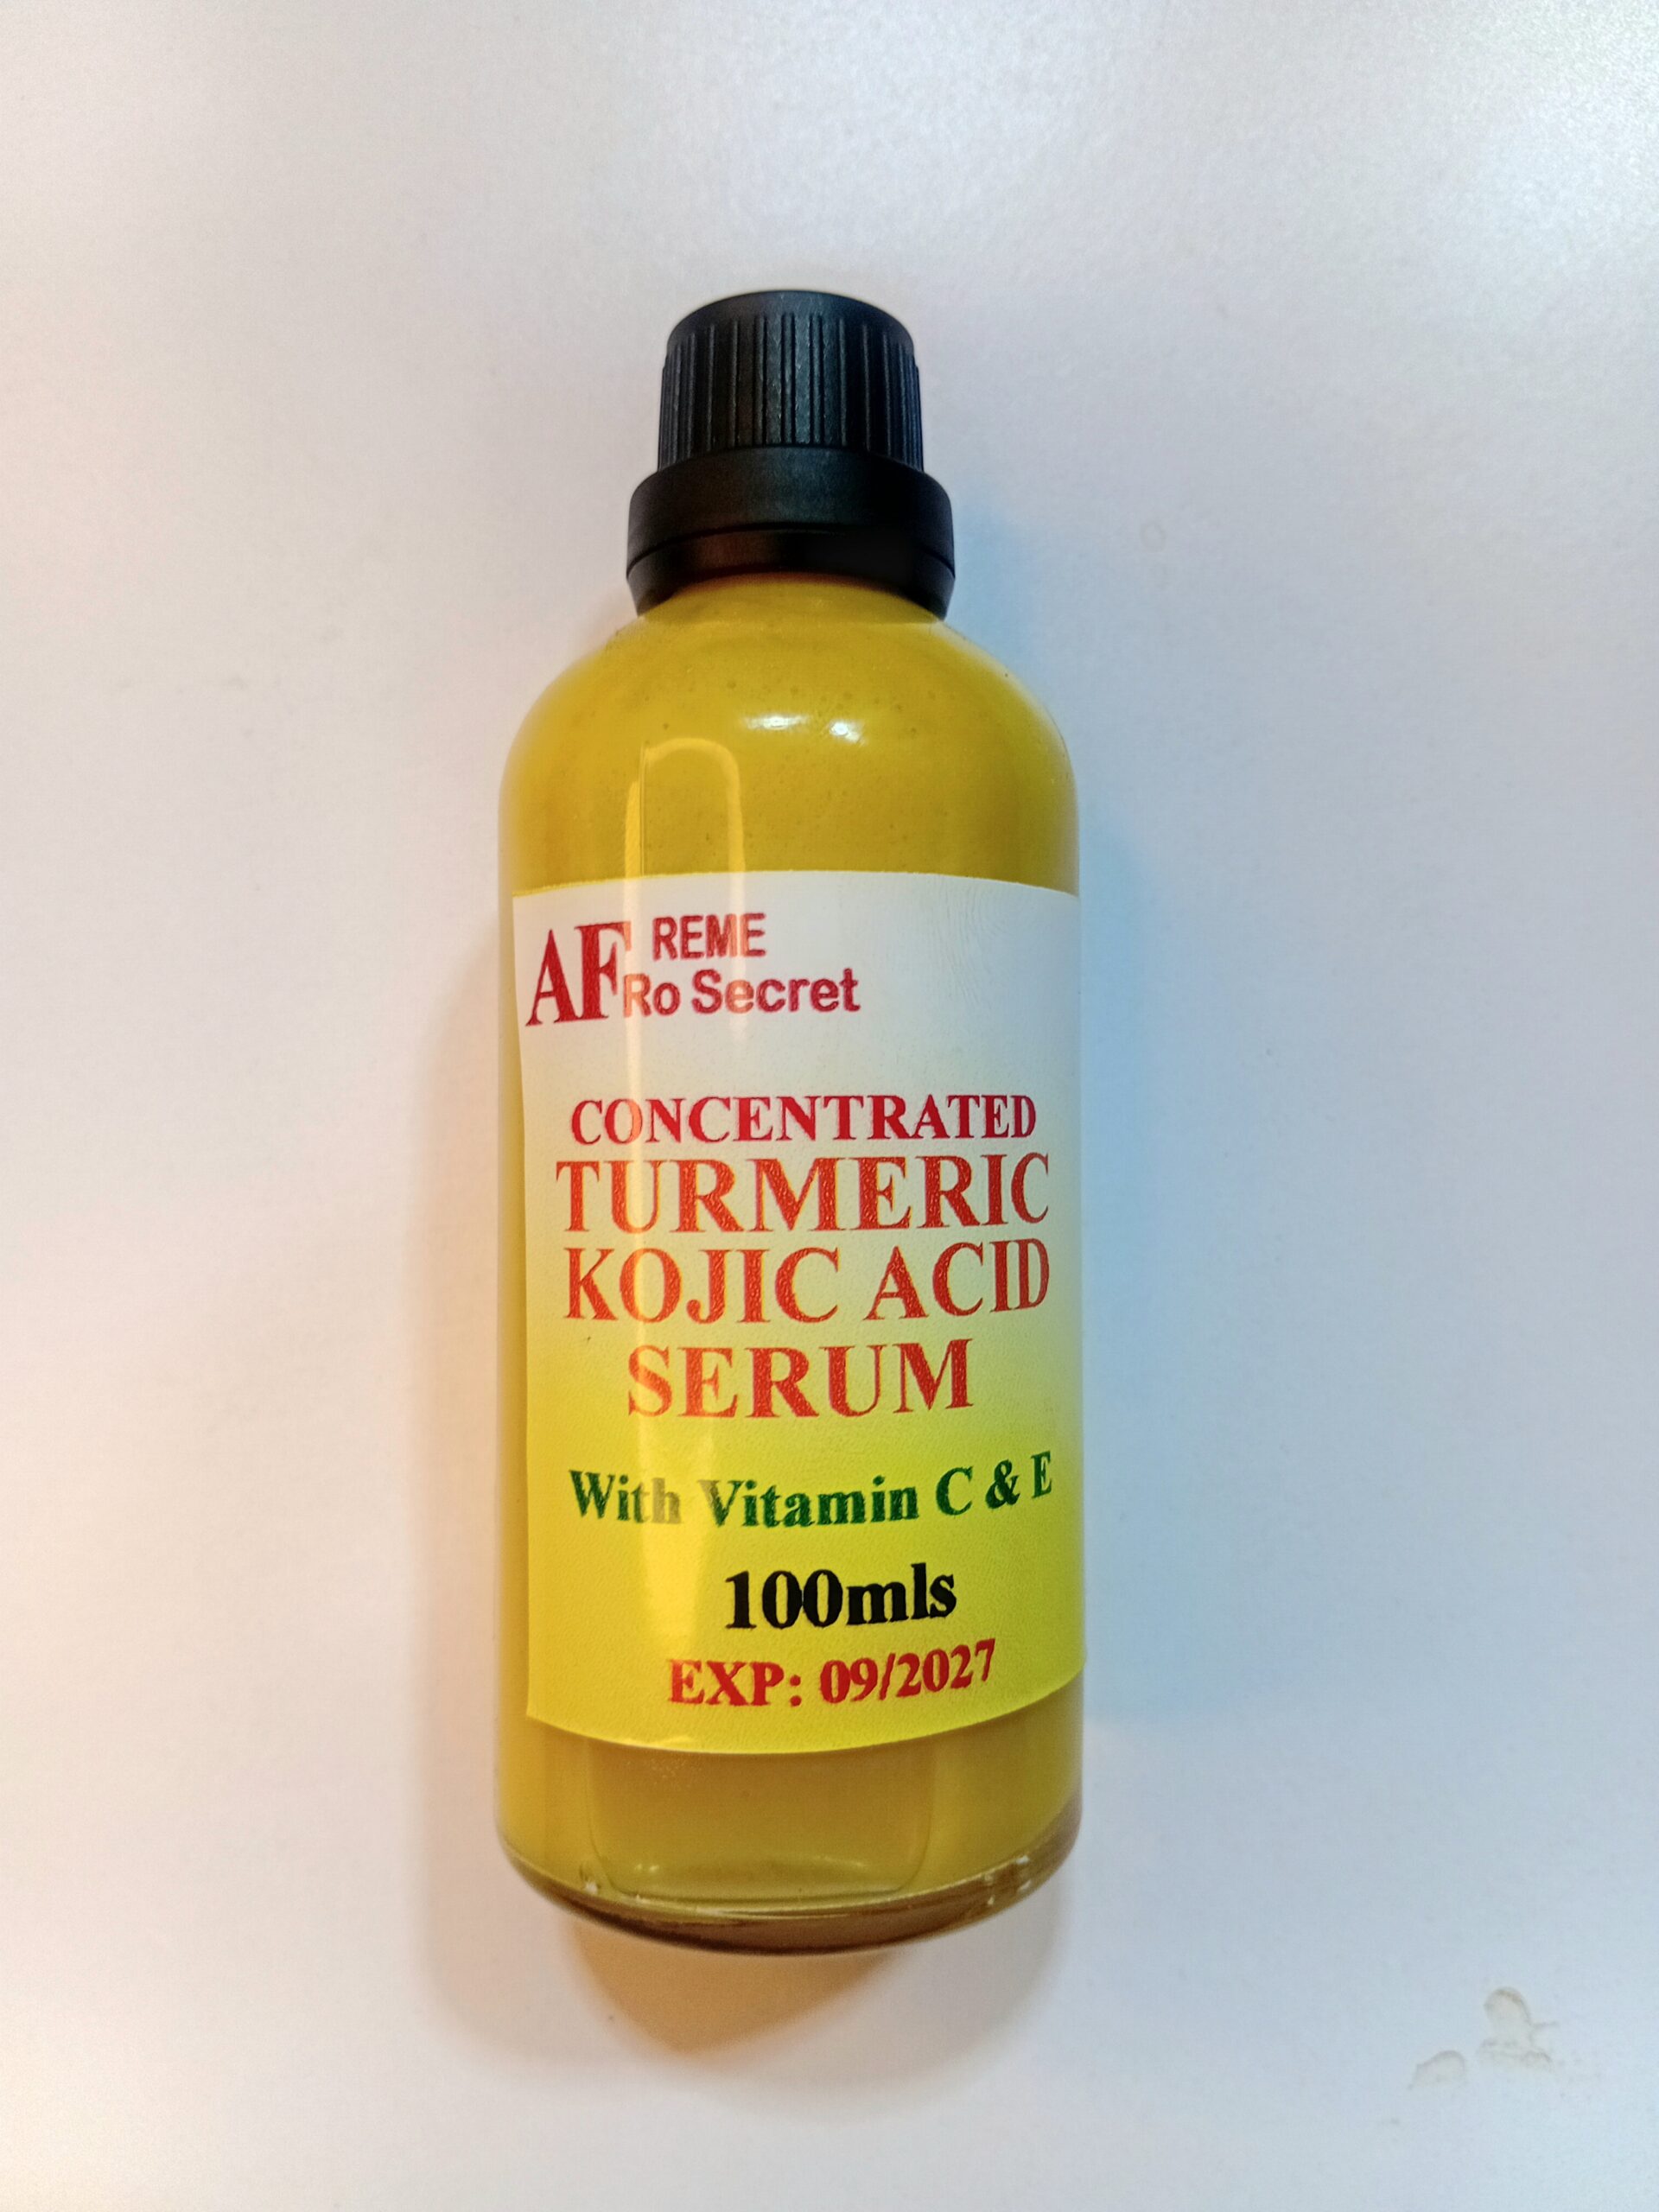 AF REME
Ro Secret
CONCENTRATED
TURMERIC
KOJIC ACID
SERUM
With Vitamin C & E
100mls
EXP: 09/2027